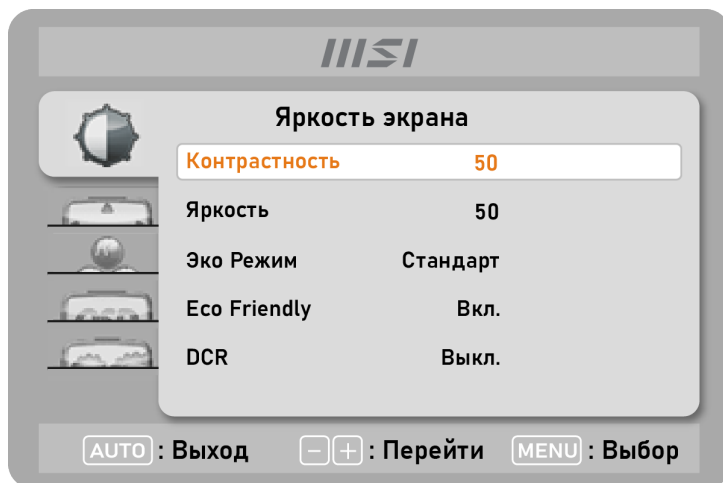 msi
Яркость экрана
Контрастность 50
Яркость 50
Эко Режим Стандарт
Eco Friendly Вкл.
DCR Выкл.
AUTO : Выход - + : Перейти MENU : Выбор